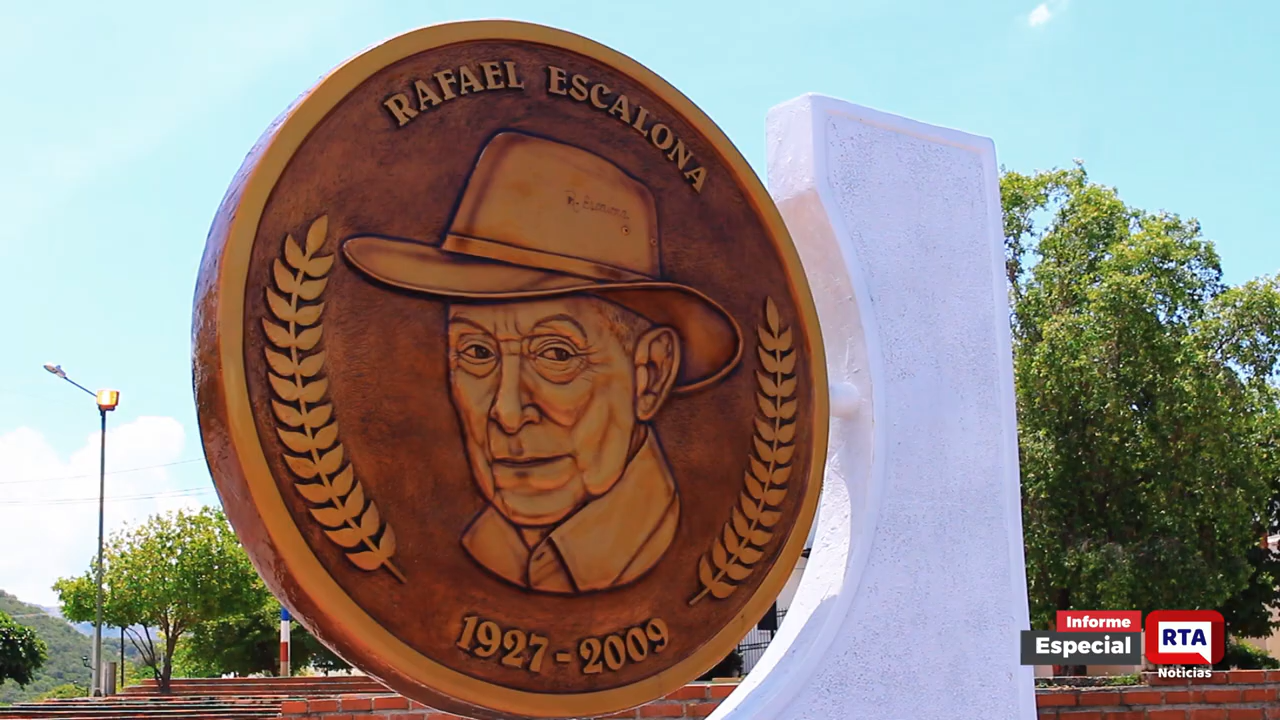 RAFAEL ESCALONA
1927-2009
Informe
Especial
RTA
Noticias